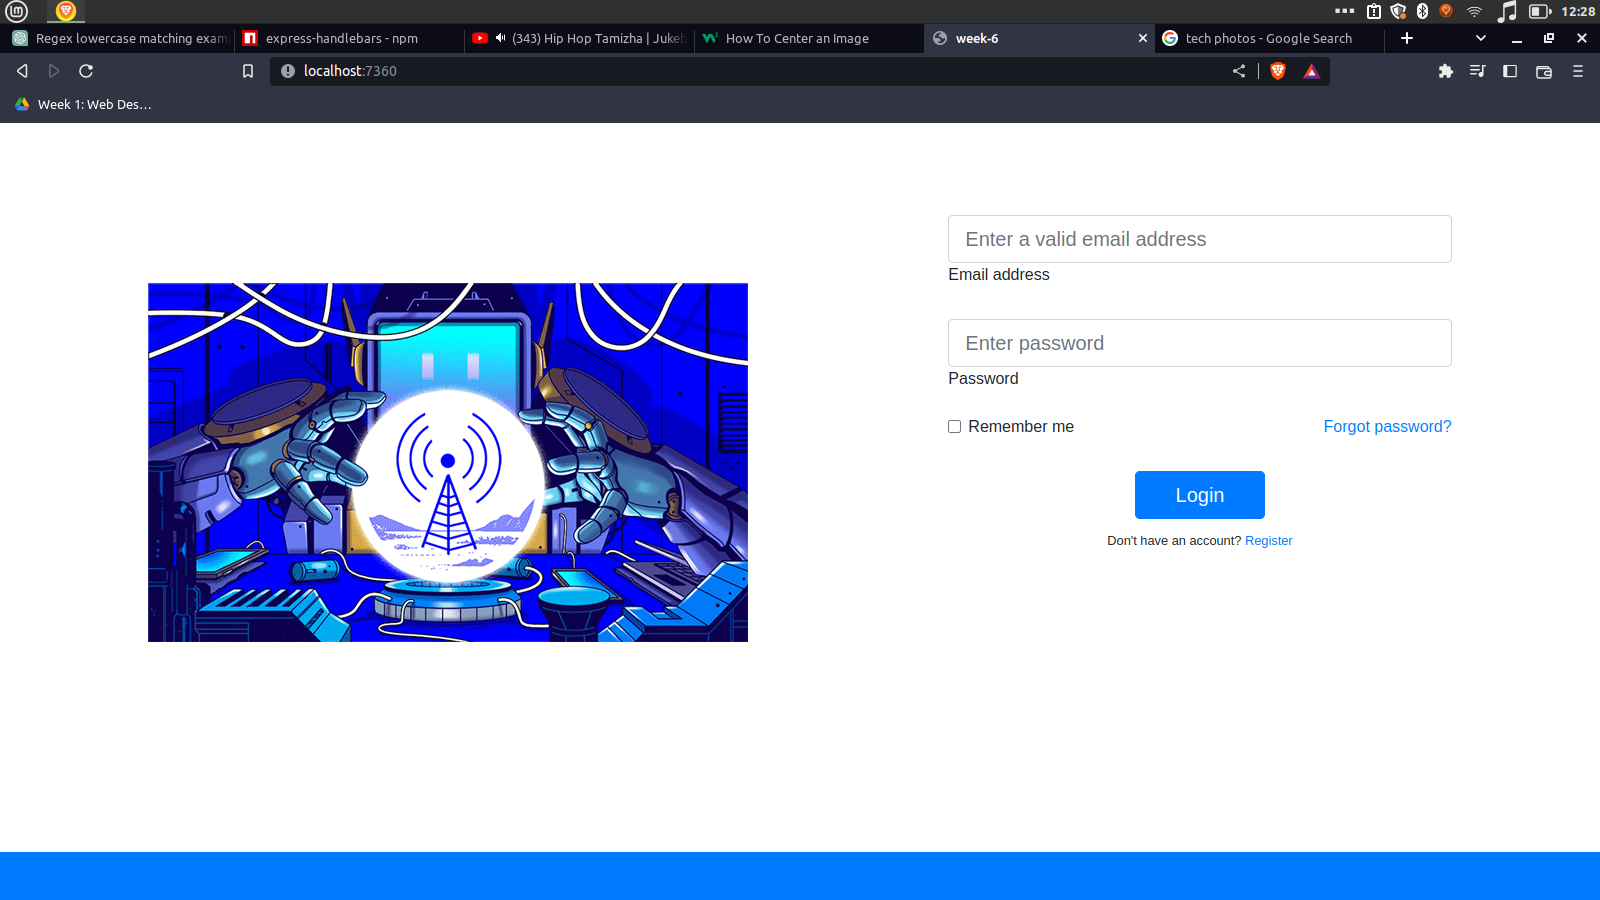 12:28
Regex lowercase matching exam
express-handlebars - npm
(343) Hip Hop Tamizha | Juke
How To Center an Image
week-6
tech photos - Google Search
localhost:7360
Week 1: Web Des…
Enter a valid email address
Email address
Enter password
Password
Remember me
Forgot password?
Login
Don't have an account? Register